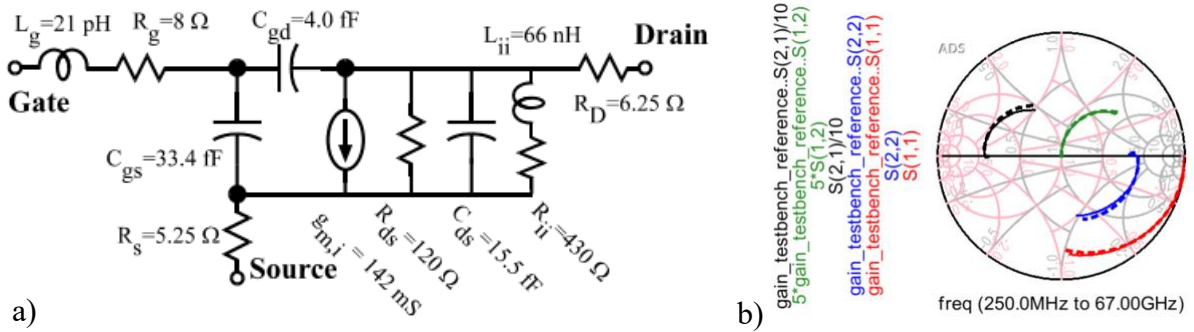 L_g=21 pH
R_g=8 Ω
C_gd=4.0 fF
L_ii=66 nH
Drain
Gate
R_D=6.25 Ω
C_gs=33.4 fF
R_s=5.25 Ω
Source
g_m,i = 142 mS
R_ds=120 Ω
C_ds=15.5 fF
R_ii=430 Ω
a)
gain_testbench_reference..S(2,1)/10
5*gain_testbench_reference..S(1,2)
5*S(1,2)
S(2,1)/10
gain_testbench_reference..S(2,2)
gain_testbench_reference..S(1,1)
S(2,2)
S(1,1)
ADS
freq (250.0MHz to 67.00GHz)
b)